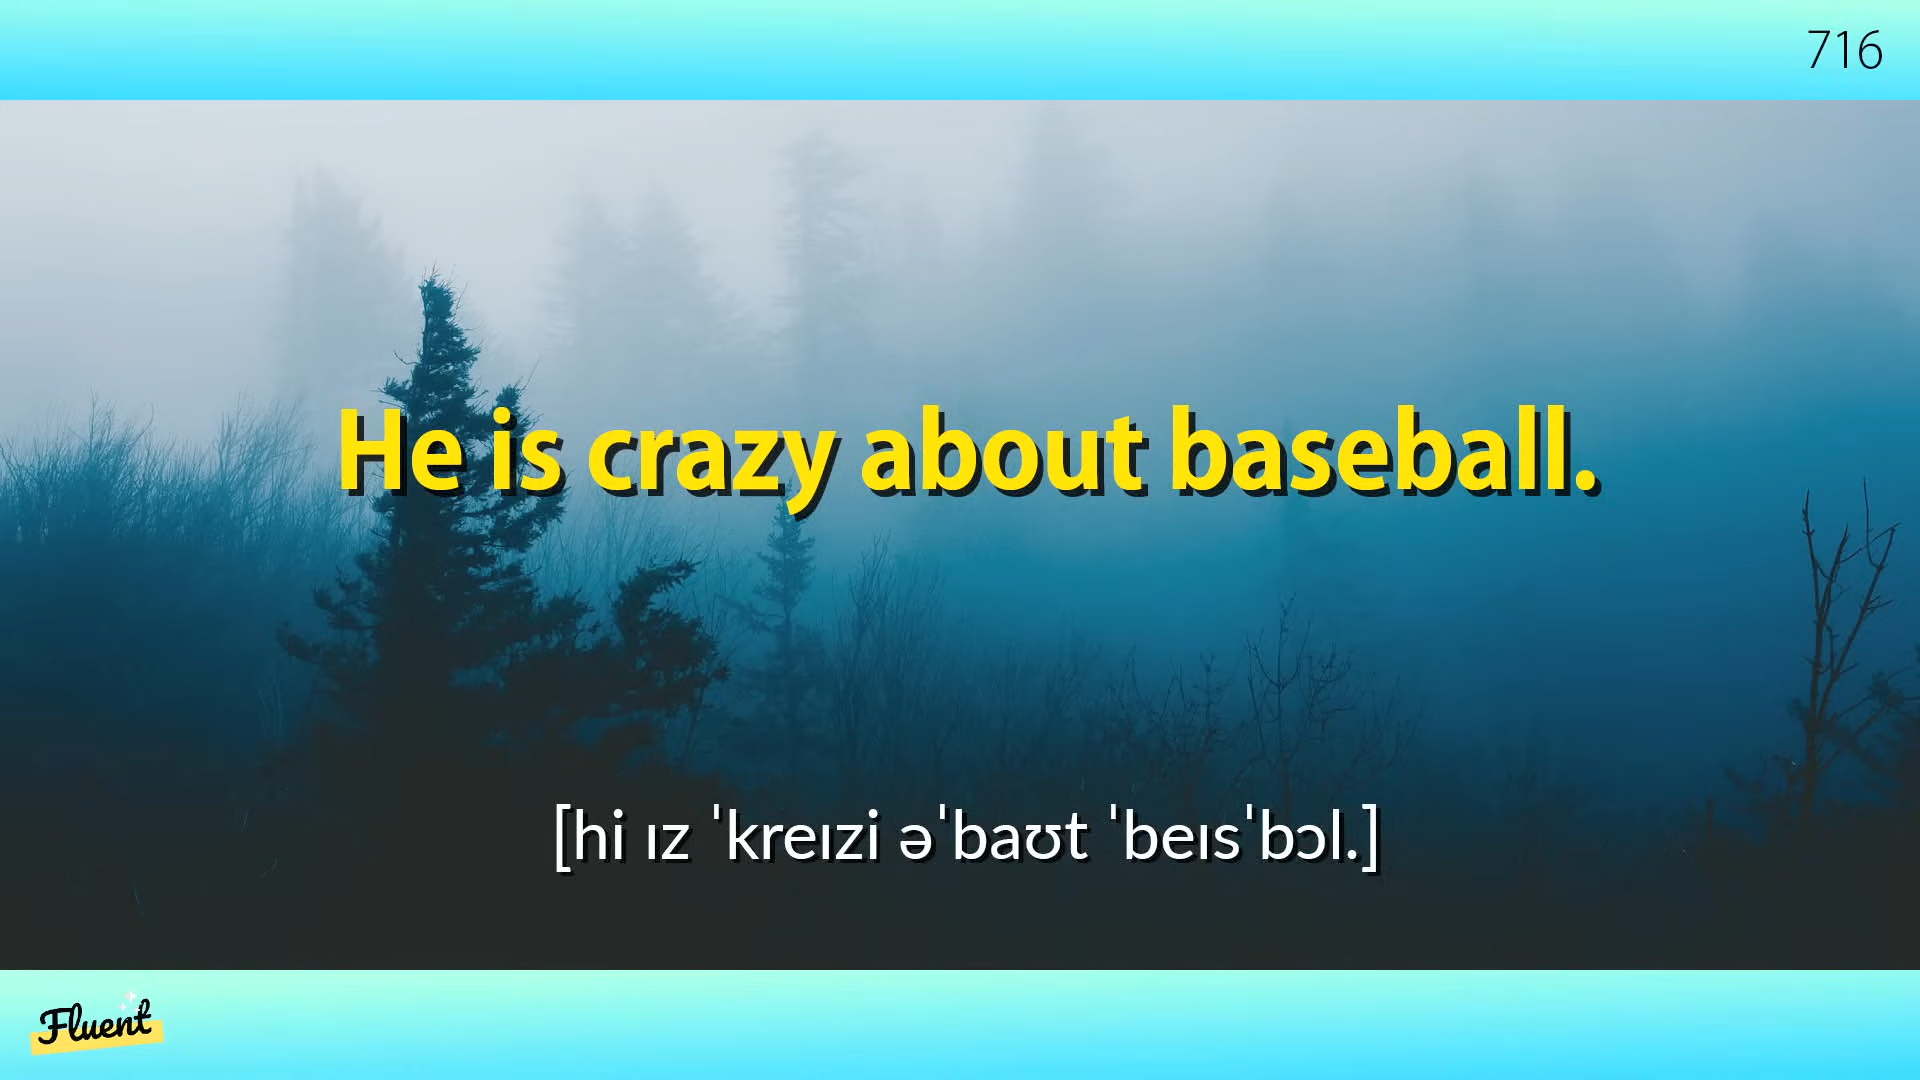 716
He is crazy about baseball.
[hi ɪz ˈkreɪzi əˈbaʊt ˈbeɪsˈbɔl.]
Fluent